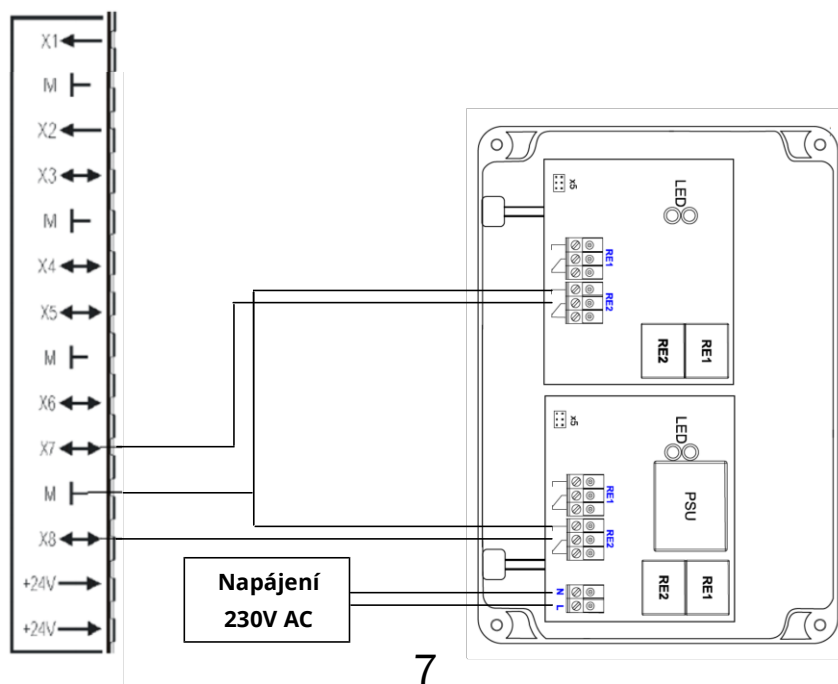 X1
M
X2
X3
M
X4
X5
M
X6
X7
M
X8
+24V
+24V
x5
LED
RE1
RE2
RE2
RE1
x5
LED
RE1
RE2
PSU
RE2
RE1
N
L
Napájení
230V AC
7